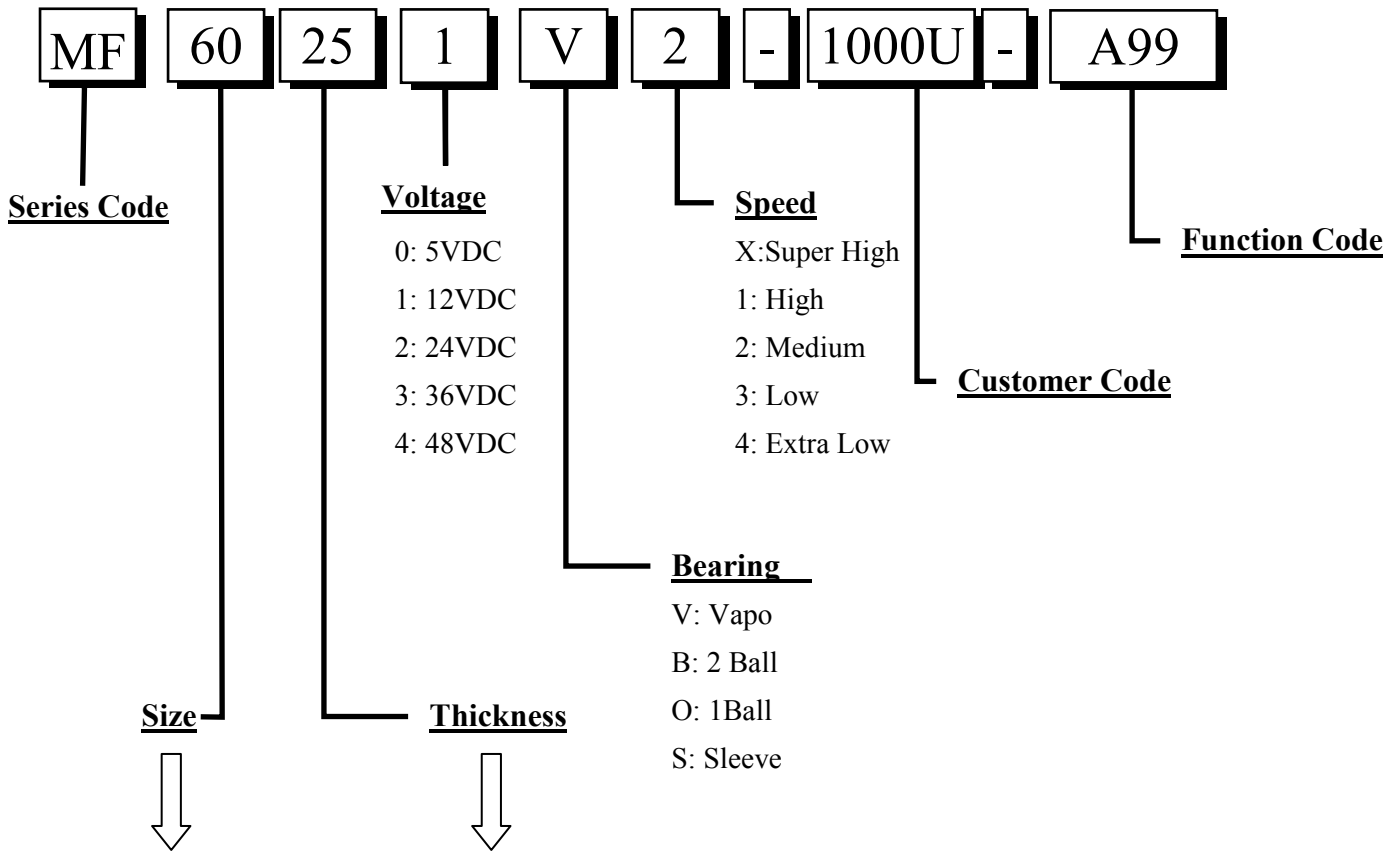 MF 60 25 1 V 2 - 1000U - A99
Series Code
Voltage
0: 5VDC
1: 12VDC
2: 24VDC
3: 36VDC
4: 48VDC
Speed
X:Super High
1: High
2: Medium
3: Low
4: Extra Low
Function Code
Customer Code
Bearing
V: Vapo
B: 2 Ball
O: 1Ball
S: Sleeve
Size
Thickness